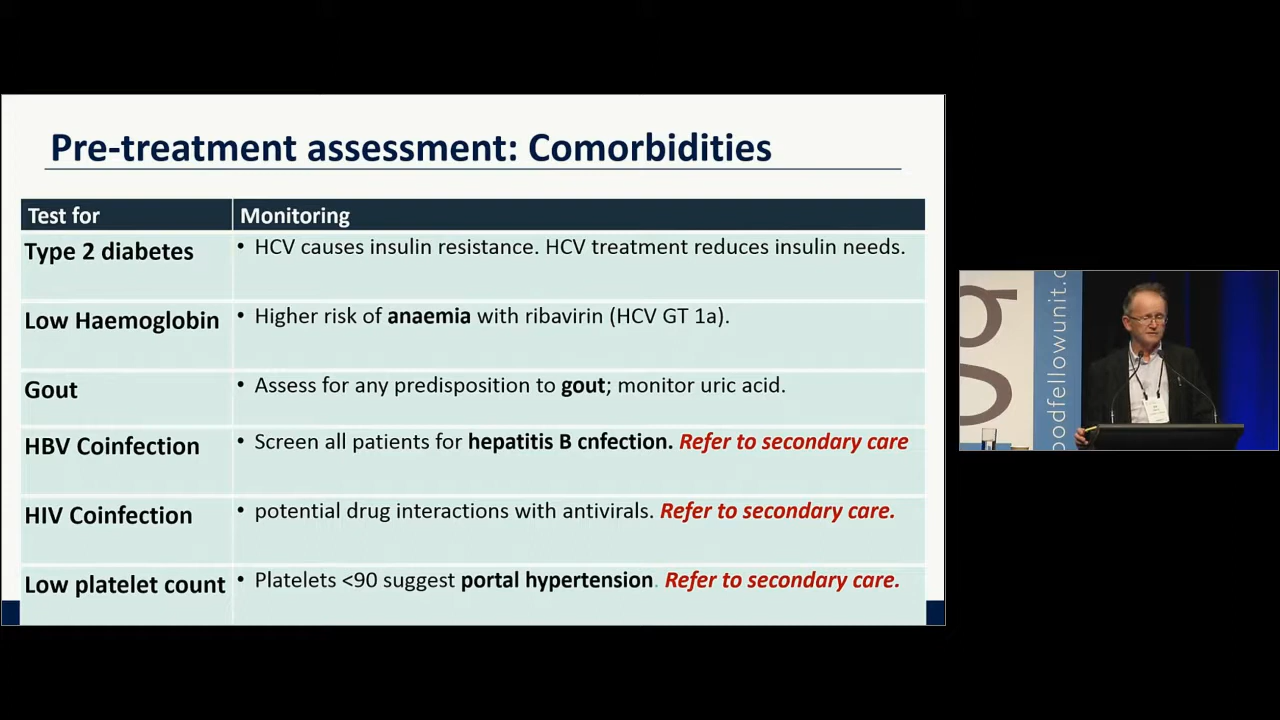 Pre-treatment assessment: Comorbidities
Test for
Monitoring
Type 2 diabetes
• HCV causes insulin resistance. HCV treatment reduces insulin needs.
Low Haemoglobin
• Higher risk of anaemia with ribavirin (HCV GT 1a).
Gout
• Assess for any predisposition to gout; monitor uric acid.
HBV Coinfection
• Screen all patients for hepatitis B cnfection. Refer to secondary care
HIV Coinfection
• potential drug interactions with antivirals. Refer to secondary care.
Low platelet count
• Platelets <90 suggest portal hypertension. Refer to secondary care.
g
oodfellowunit.c